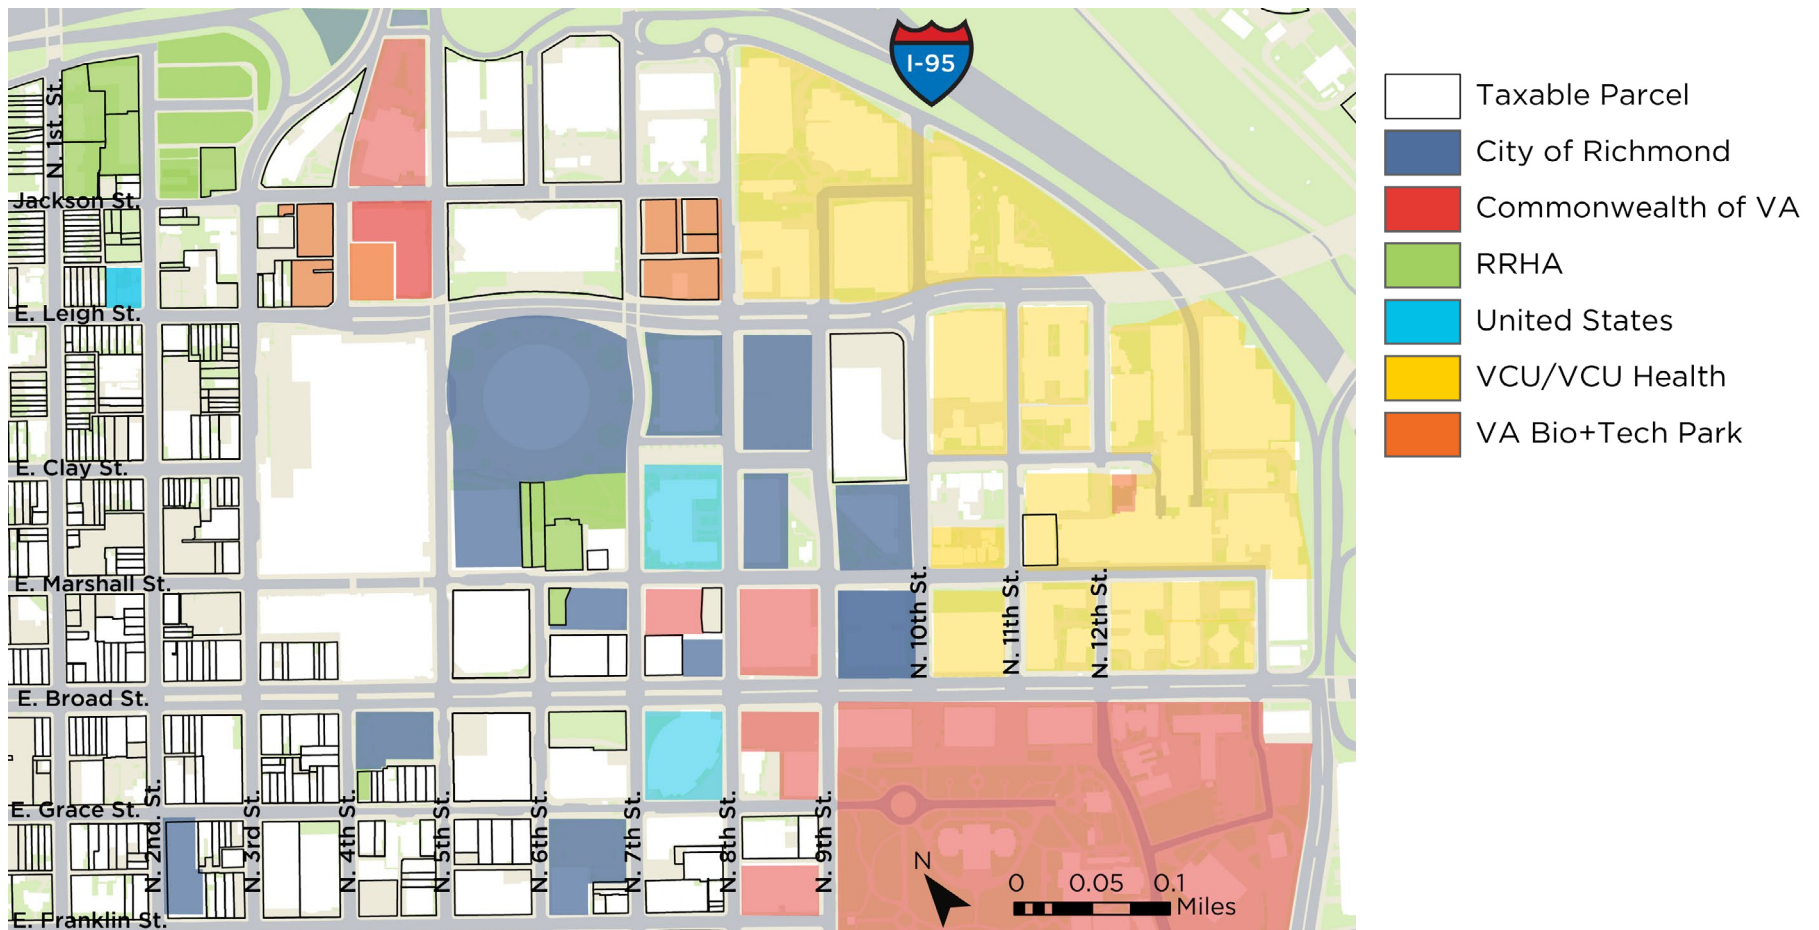 I-95
N. 1st. St.
Jackson St.
E. Leigh St.
E. Clay St.
E. Marshall St.
E. Broad St.
E. Grace St.
E. Franklin St.
N. 2nd. St.
N. 3rd St.
N. 4th St.
N. 5th St.
N. 6th St.
N. 7th St.
N. 8th St.
N. 9th St.
N. 10th St.
N. 11th St.
N. 12th St.
N
0 0.05 0.1
Miles
Taxable Parcel
City of Richmond
Commonwealth of VA
RRHA
United States
VCU/VCU Health
VA Bio+Tech Park